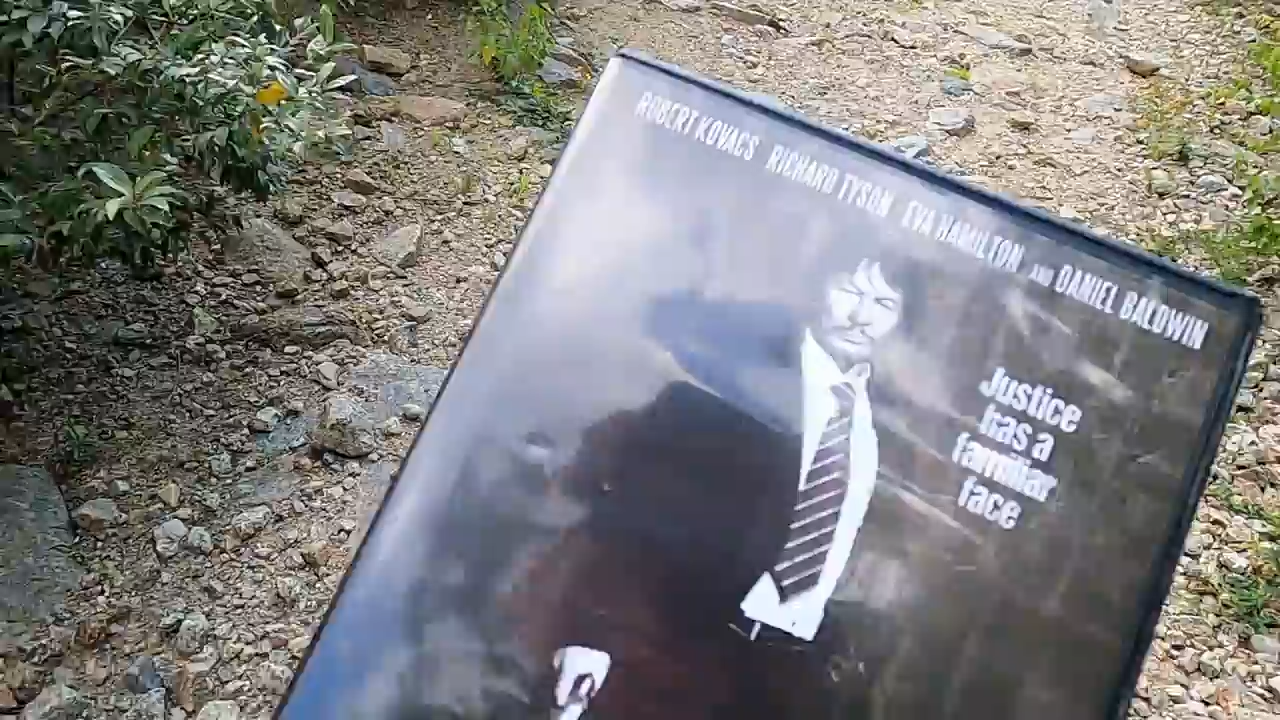 ROBERT KOVACS RICHARD TYSON EVA HAMILTON AND DANIEL BALDWIN
Justice
has a
familiar
face